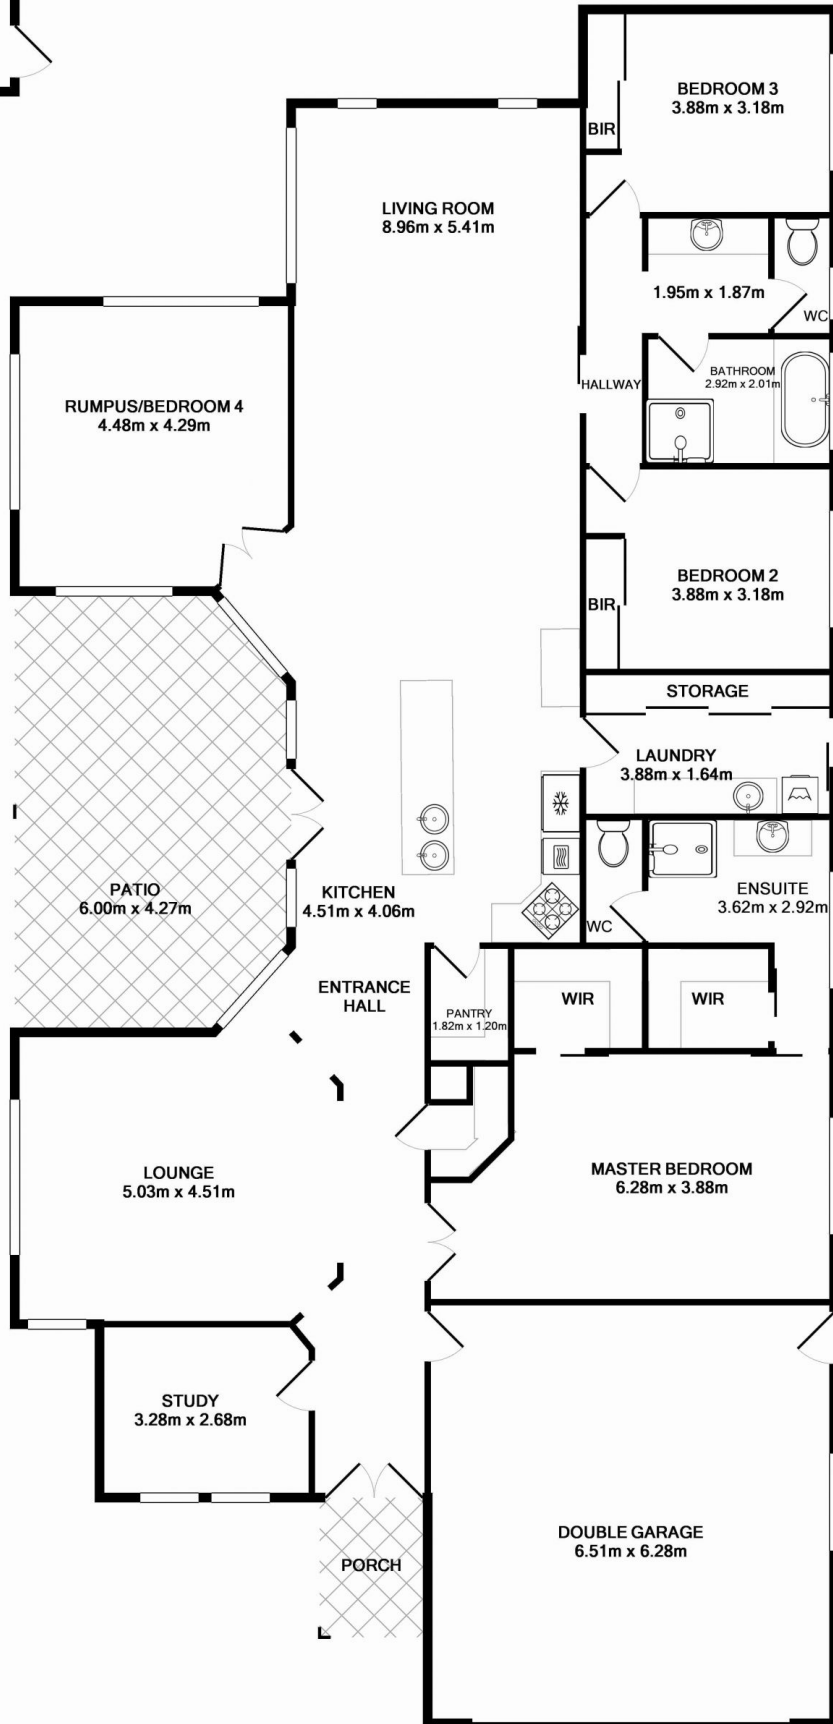 BEDROOM 3
3.88m x 3.18m
BIR
LIVING ROOM
8.96m x 5.41m
1.95m x 1.87m
WC
BATHROOM
2.92m x 2.01m
HALLWAY
RUMPUS/BEDROOM 4
4.48m x 4.29m
BEDROOM 2
3.88m x 3.18m
BIR
STORAGE
LAUNDRY
3.88m x 1.64m
PATIO
6.00m x 4.27m
KITCHEN
4.51m x 4.06m
ENSUITE
3.62m x 2.92m
WC
ENTRANCE
HALL
PANTRY
1.82m x 1.20m
WIR
WIR
LOUNGE
5.03m x 4.51m
MASTER BEDROOM
6.28m x 3.88m
STUDY
3.28m x 2.68m
DOUBLE GARAGE
6.51m x 6.28m
PORCH